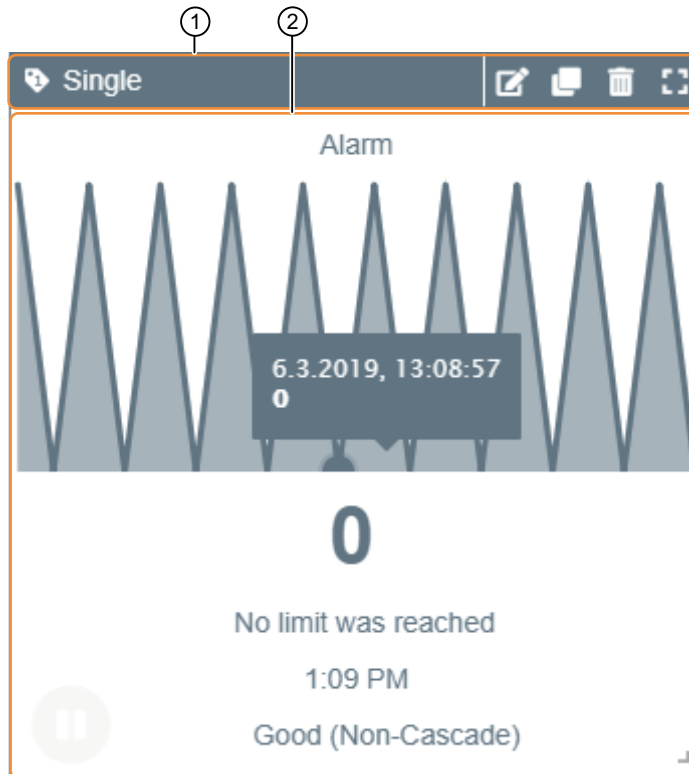 1 2
1 Single
Alarm
6.3.2019, 13:08:57
0
0
No limit was reached
1:09 PM
Good (Non-Cascade)